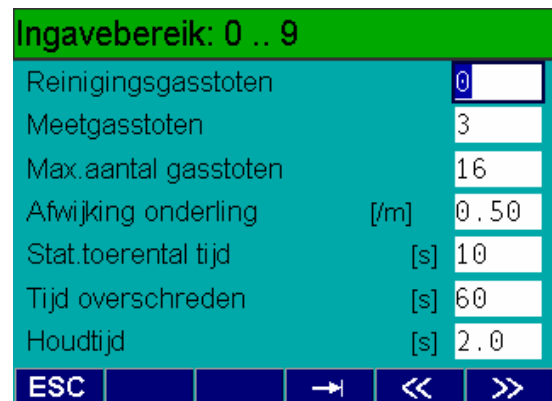 Ingavebereik: 0 .. 9
Reinigingsgasstoten 0
Meetgasstoten 3
Max.aantal gasstoten 16
Afwijking onderling [/m] 0.50
Stat.toerental tijd [s] 10
Tijd overschreden [s] 60
Houdtijd [s] 2.0
ESC →| << >>